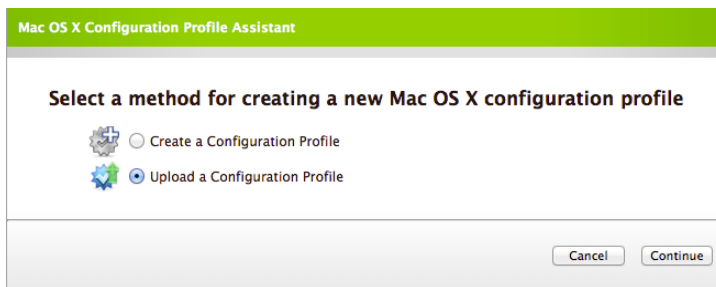 Mac OS X Configuration Profile Assistant
Select a method for creating a new Mac OS X configuration profile
Create a Configuration Profile
Upload a Configuration Profile
Cancel Continue